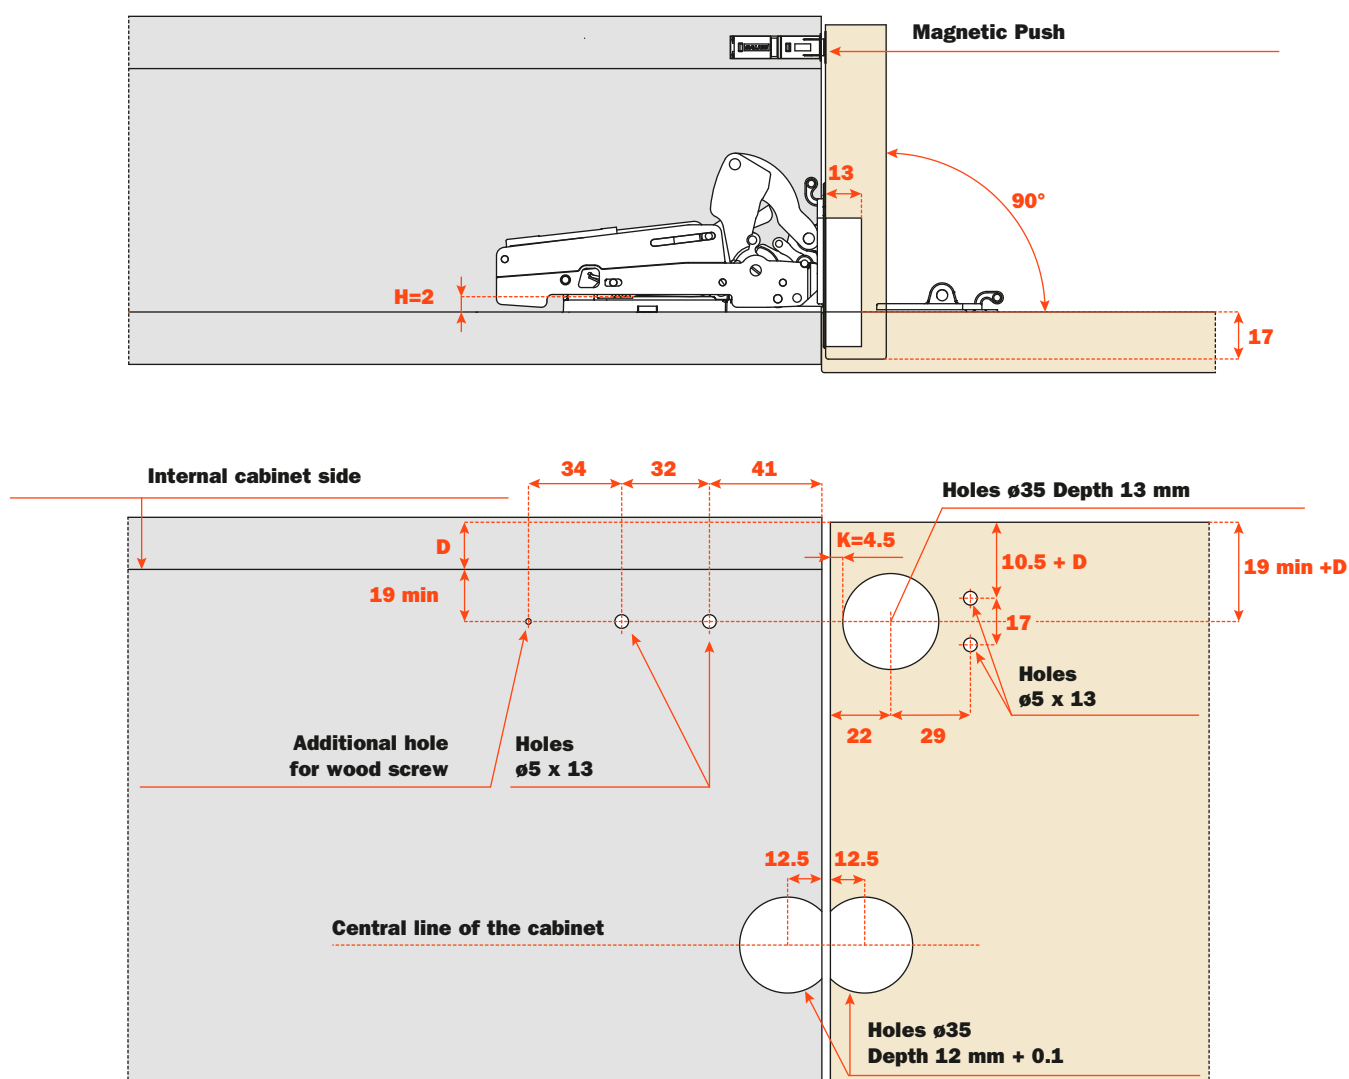 Magnetic Push
13
90°
H=2
17
34
32
41
Internal cabinet side
Holes ø35 Depth 13 mm
D
K=4.5
10.5 + D
19 min +D
19 min
17
Holes
ø5 x 13
22
29
Additional hole
for wood screw
Holes
ø5 x 13
12.5
12.5
Central line of the cabinet
Holes ø35
Depth 12 mm + 0.1